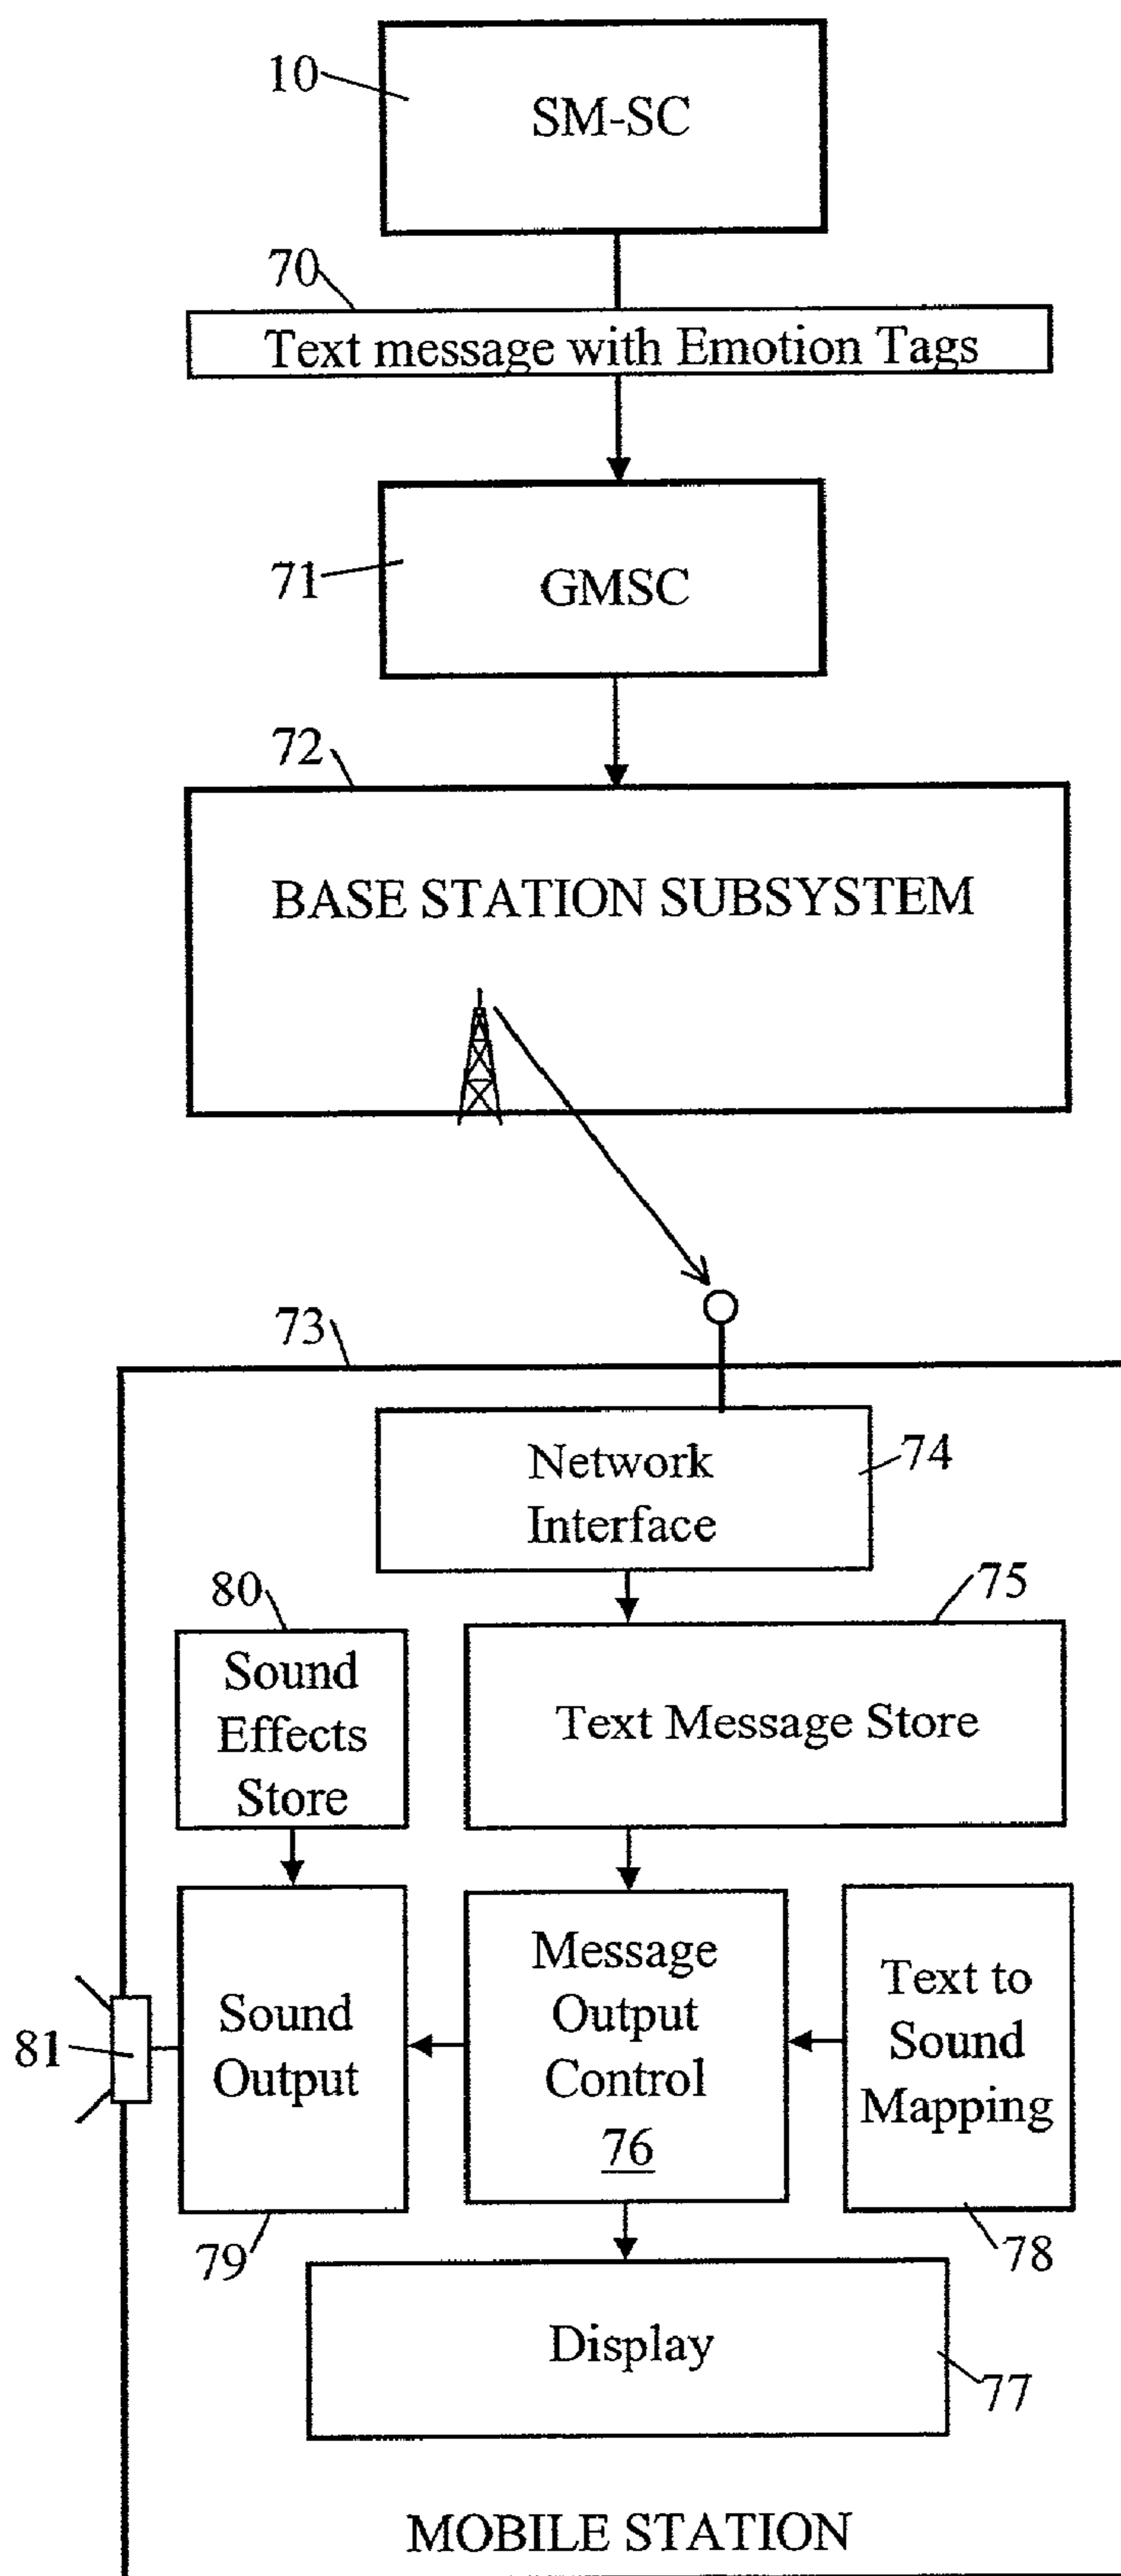 10
SM-SC
70
Text message with Emotion Tags
71
GMSC
72
BASE STATION SUBSYSTEM
73
Network
Interface
74
80
75
Sound
Effects
Store
Text Message Store
Sound
Output
Message
Output
Control
76
Text to
Sound
Mapping
81
79
78
Display
77
MOBILE STATION